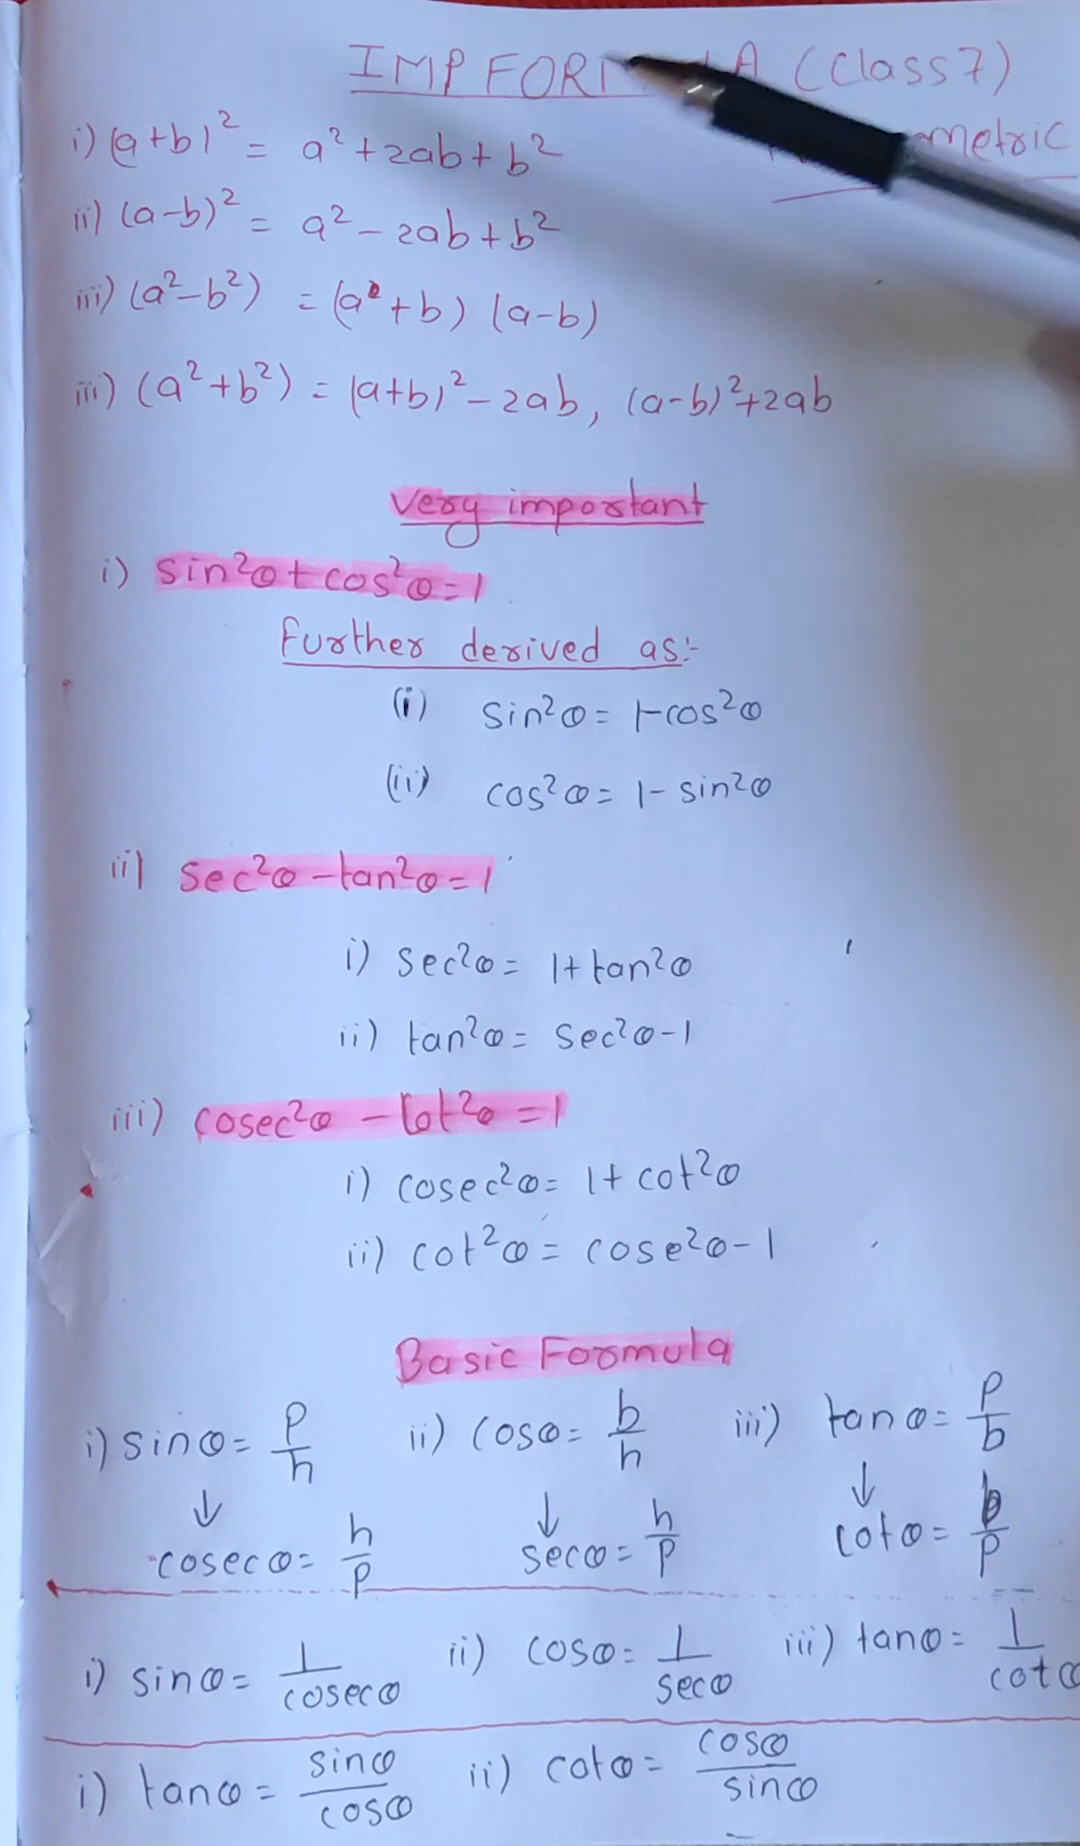 IMP FORMULA (Class 7)
i) (a+b)² = a²+2ab+b²
metric
ii) (a-b)² = a²-2ab+b²
iii) (a²-b²) = (a+b) (a-b)
iii) (a²+b²) = (a+b)²-2ab, (a-b)²+2ab
Very important
i) sin²θ+cos²θ=1
Further derived as:-
(i) sin²θ= 1-cos²θ
(ii) cos²θ= 1-sin²θ
ii) sec²θ-tan²θ=1
i) sec²θ= 1+tan²θ
ii) tan²θ= sec²θ-1
iii) cosec²θ-Cot²θ=1
i) cosec²θ= 1+cot²θ
ii) cot²θ= cose²θ-1
Basic Formula
i) sinθ= P/h ii) cosθ= b/h iii) tanθ= P/b
↓ ↓ ↓
cosecθ= h/P secθ= h/P cotθ= b/P
i) sinθ= 1/cosecθ ii) cosθ= 1/secθ iii) tanθ= 1/cotθ
i) tanθ= sinθ/cosθ ii) cotθ= cosθ/sinθ